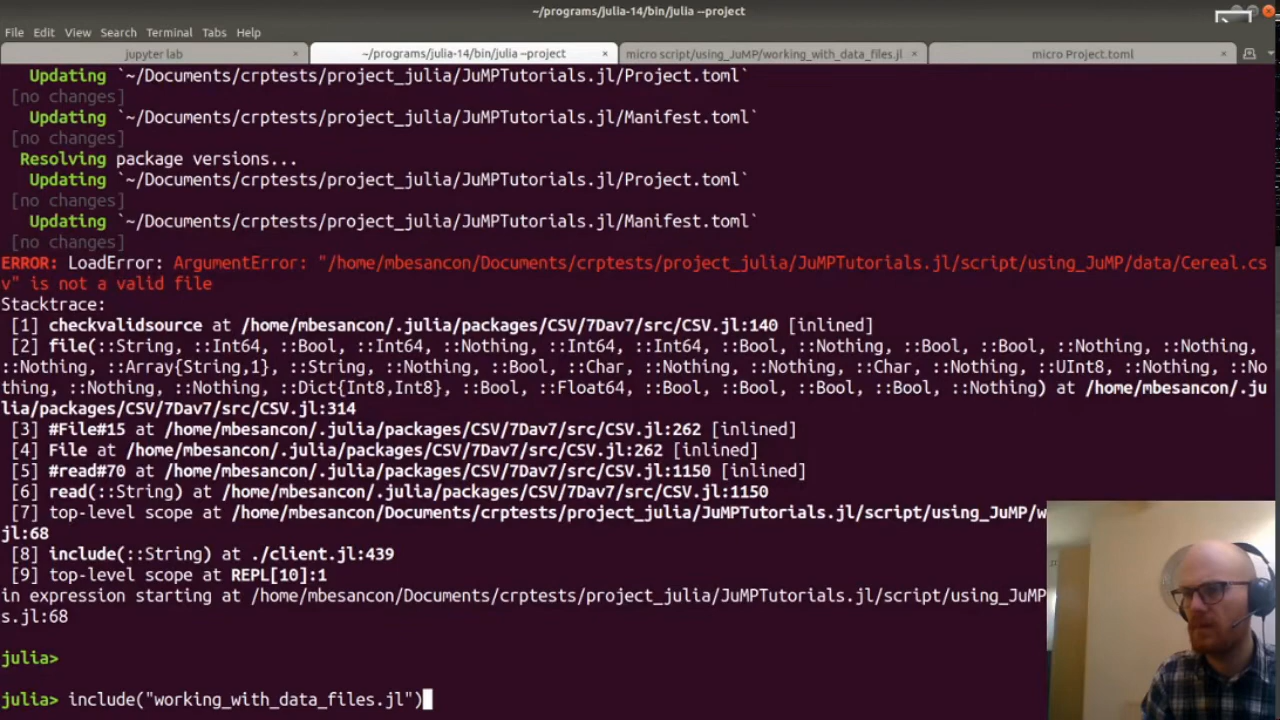 ~/programs/julia-14/bin/julia --project
File Edit View Search Terminal Tabs Help
jupyter lab × ~/programs/julia-14/bin/julia --project × micro script/using_JuMP/working_with_data_files.jl × micro Project.toml ×
Updating `~/Documents/crptests/project_julia/JuMPTutorials.jl/Project.toml`
[no changes]
Updating `~/Documents/crptests/project_julia/JuMPTutorials.jl/Manifest.toml`
[no changes]
Resolving package versions...
Updating `~/Documents/crptests/project_julia/JuMPTutorials.jl/Project.toml`
[no changes]
Updating `~/Documents/crptests/project_julia/JuMPTutorials.jl/Manifest.toml`
[no changes]
ERROR: LoadError: ArgumentError: "/home/mbesancon/Documents/crptests/project_julia/JuMPTutorials.jl/script/using_JuMP/data/Cereal.cs
v" is not a valid file
Stacktrace:
[1] checkvalidsource at /home/mbesancon/.julia/packages/CSV/7Dav7/src/CSV.jl:140 [inlined]
[2] file(::String, ::Int64, ::Bool, ::Int64, ::Nothing, ::Int64, ::Int64, ::Bool, ::Nothing, ::Bool, ::Bool, ::Nothing, ::Nothing,
::Nothing, ::Array{String,1}, ::String, ::Nothing, ::Bool, ::Char, ::Nothing, ::Nothing, ::Char, ::Nothing, ::UInt8, ::Nothing, ::No
thing, ::Nothing, ::Nothing, ::Dict{Int8,Int8}, ::Bool, ::Float64, ::Bool, ::Bool, ::Bool, ::Bool, ::Nothing) at /home/mbesancon/.ju
lia/packages/CSV/7Dav7/src/CSV.jl:314
[3] #File#15 at /home/mbesancon/.julia/packages/CSV/7Dav7/src/CSV.jl:262 [inlined]
[4] File at /home/mbesancon/.julia/packages/CSV/7Dav7/src/CSV.jl:262 [inlined]
[5] #read#70 at /home/mbesancon/.julia/packages/CSV/7Dav7/src/CSV.jl:1150 [inlined]
[6] read(::String) at /home/mbesancon/.julia/packages/CSV/7Dav7/src/CSV.jl:1150
[7] top-level scope at /home/mbesancon/Documents/crptests/project_julia/JuMPTutorials.jl/script/using_JuMP/w
jl:68
[8] include(::String) at ./client.jl:439
[9] top-level scope at REPL[10]:1
in expression starting at /home/mbesancon/Documents/crptests/project_julia/JuMPTutorials.jl/script/using_JuMP
s.jl:68
julia>
julia> include("working_with_data_files.jl")